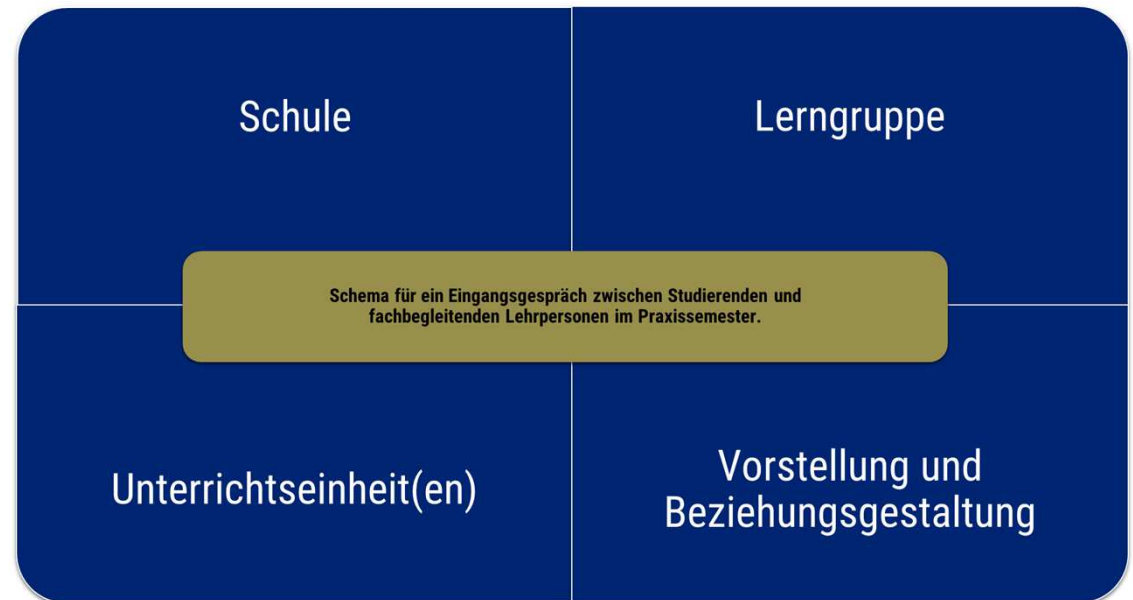 Schule
Lerngruppe
Schema für ein Eingangsgespräch zwischen Studierenden und
fachbegleitenden Lehrpersonen im Praxissemester.
Unterrichtseinheit(en)
Vorstellung und
Beziehungsgestaltung